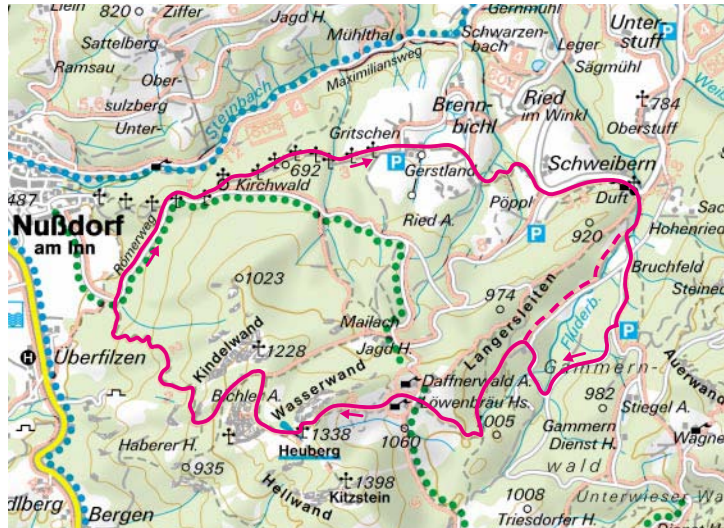 820
Ziffer
Jagd H.
Gernmühl
Sattelberg
Mühlthal
Schwarzen-
bach
Leger
Unter-
stuff
P
Ramsau
Ober-
sulzberg
Unter-
Steinbach
Maximiliansweg
Sägmühl
Brenn-
bichl
Ried
im Winkl
784
Oberstuff
Gritschen
692
P
Gerstland
Schweibern
Kirchwald
487
Nußdorf
am Inn
Römerweg
Ried A.
Pöppl
Duft
P
920
Hohenried
1023
Bruchfeld
974
Langersleiten
Fluderb.
P
Mailach
Jagd H.
Überfilzen
Kindelwand
1228
Wasserwand
Bichler A.
H
Daffnerwald A.
Löwenbräu Hs.
Gammern-
wald
Auerwand
982
Stiegel A.
1005
Gammern
Dienst H.
1338
Heuberg
1060
Haberer H.
935
1398
Kitzstein
Hellwand
1008
Triesdorfer H.
Bergen